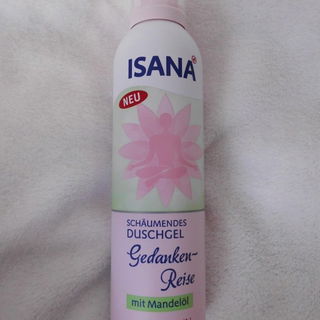 ISANA
NEU
SCHÄUMENDES
DUSCHGEL
Gedanken-
Reise
mit Mandelöl